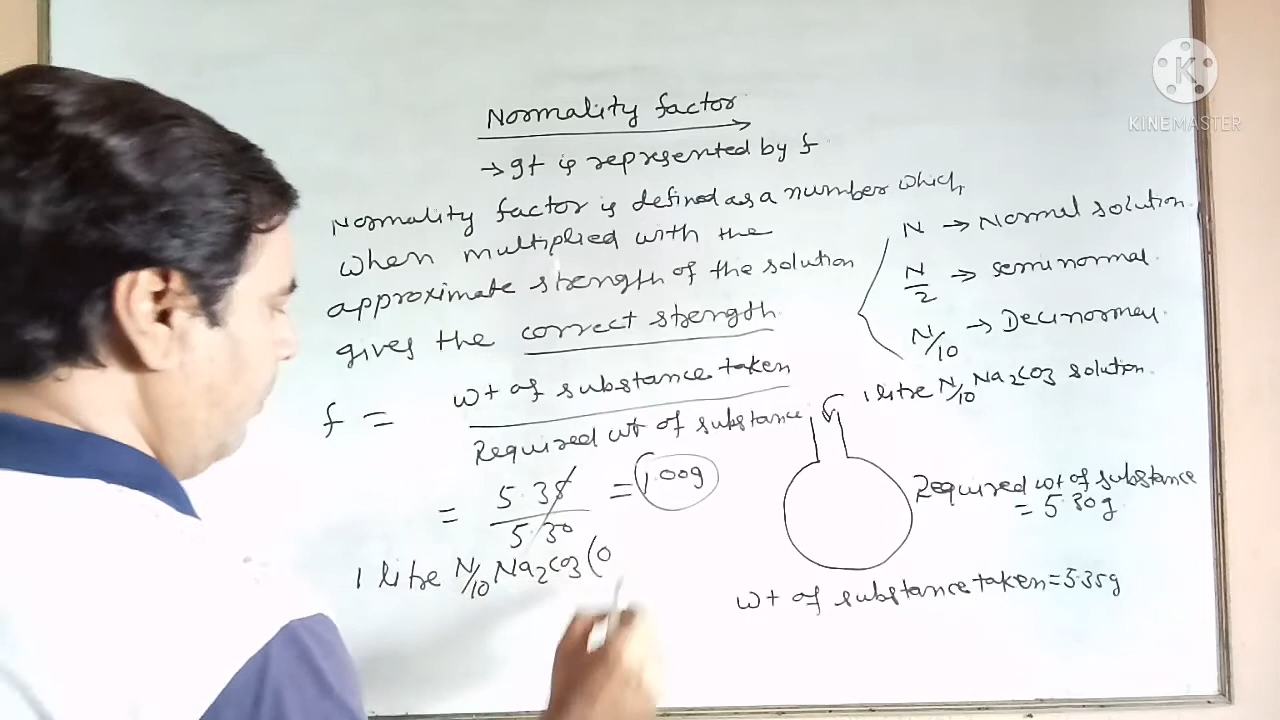 KINEMASTER
Normality factor
→ It is represented by f
Normality factor is defined as a number which,
when multiplied with the
approximate strength of the solution
gives the correct strength
f = wt of substance taken
Required wt of substance
= 5.35
5.30
= 1.009
1 litre N/10 Na2CO3 (0
N → Normal solution.
N/2 → seminormal.
N/10 → Decinormal.
1 litre N/10 Na2CO3 solution.
Required wt of substance
= 5.30g
wt of substance taken = 5.35g